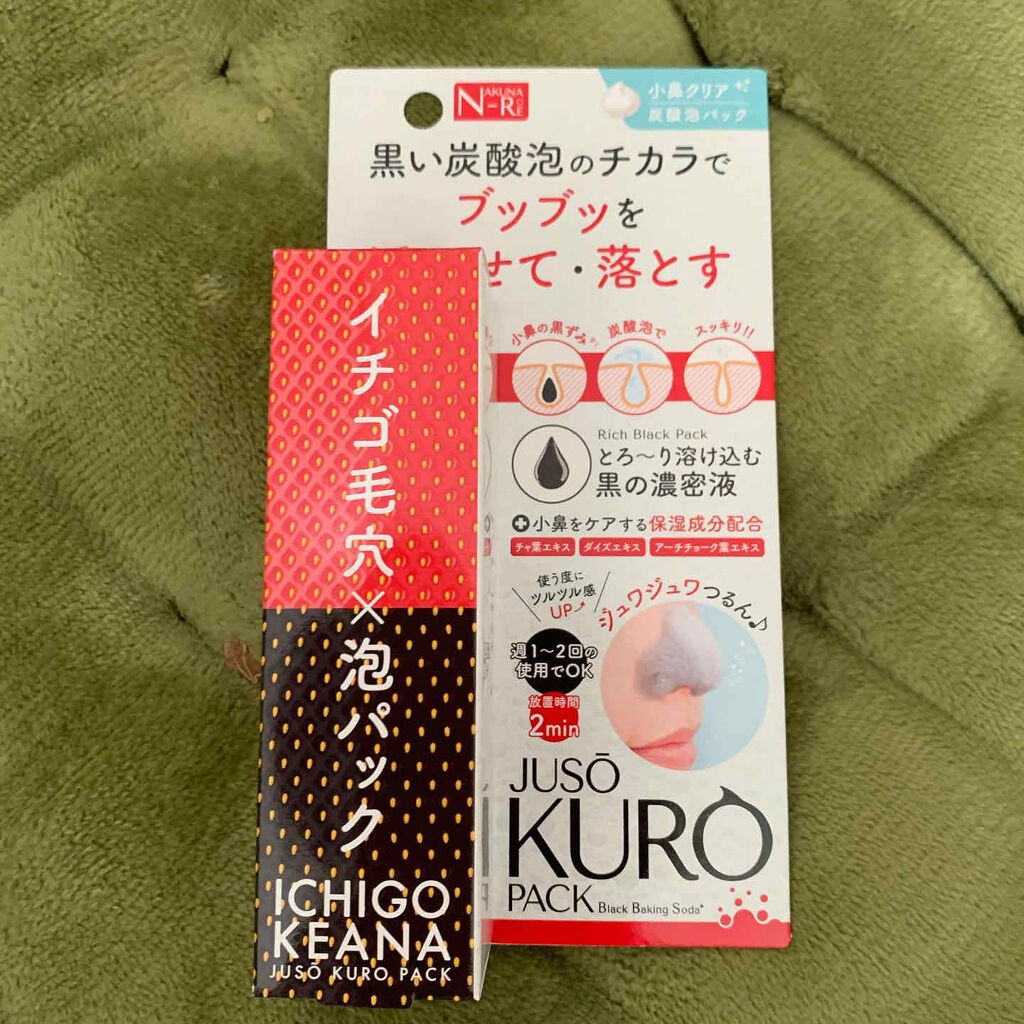 NAKUNA-RE
小鼻クリア
炭酸泡パック
黒い炭酸泡のチカラで
ブツブツを
せて・落とす
小鼻の黒ずみ※
炭酸泡で
スッキリ!!
Rich Black Pack
とろ〜り溶け込む
黒の濃密液
小鼻をケアする保湿成分配合
チャ葉エキス
ダイズエキス
アーチチョーク葉エキス
使う度に
ツルツル感
UP
ジュワジュワつるん♪
週1〜2回の
使用でOK
放置時間
2min
JUSŌ
KURO
PACK Black Baking Soda*
イチゴ毛穴×泡パック
ICHIGO
KEANA
JUSŌ KURO PACK